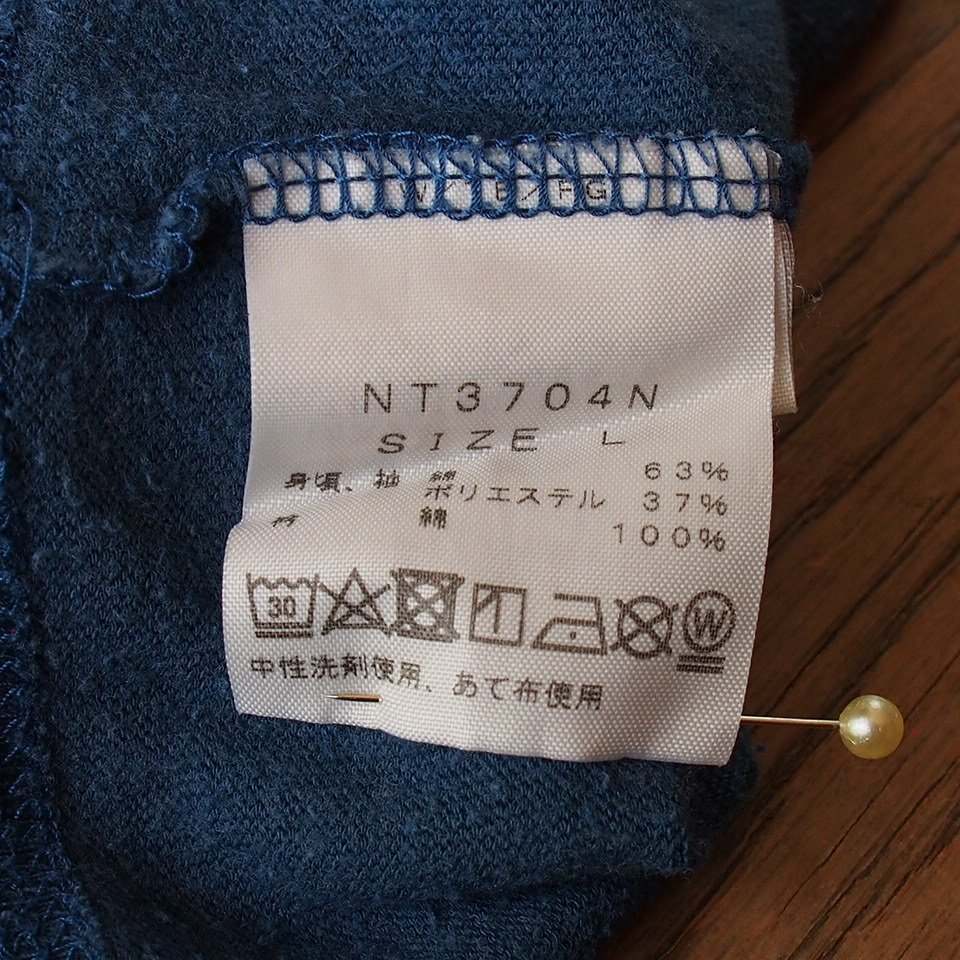 NT3704N
SIZE L
身頃、袖 綿 63%
ポリエステル 37%
衿 綿 100%
30 W
中性洗剤使用、あて布使用